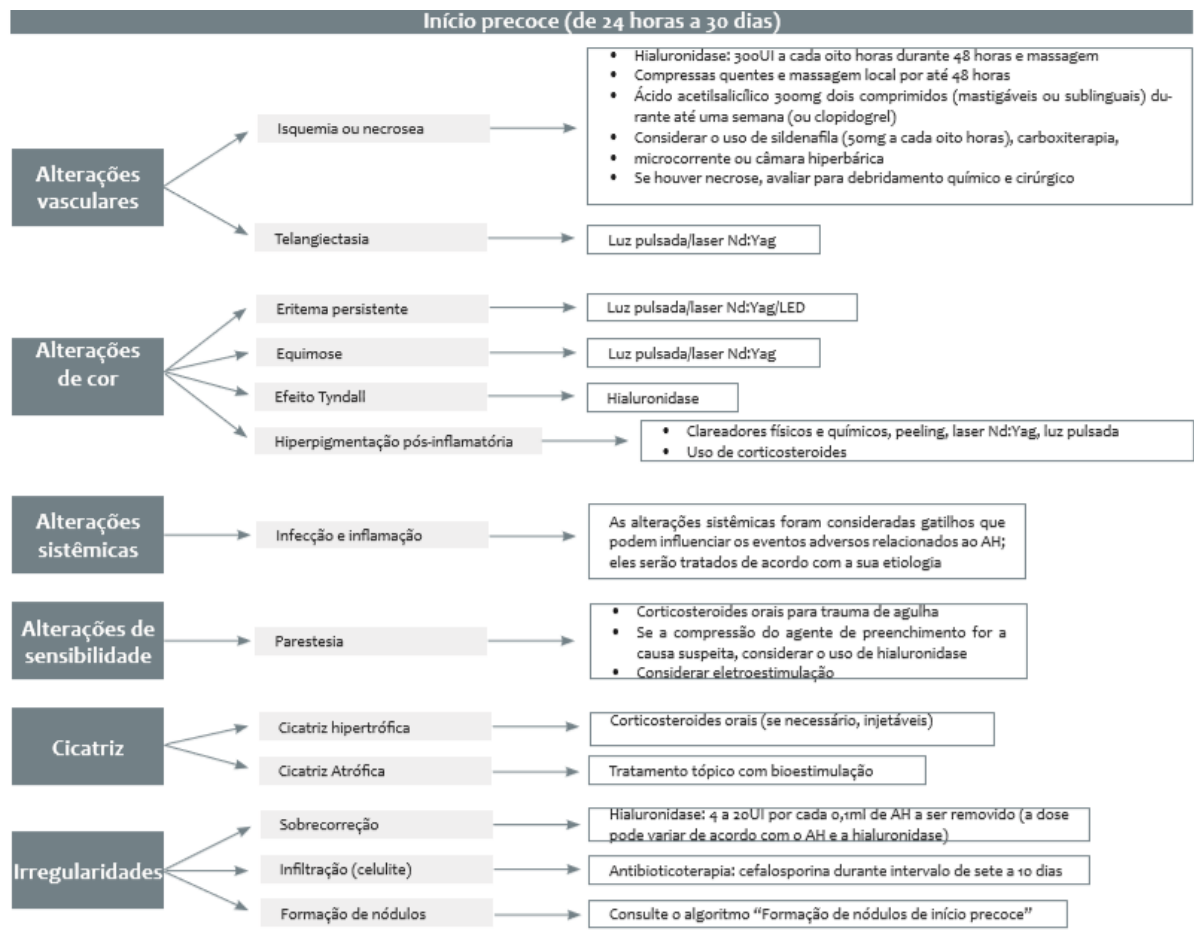 Início precoce (de 24 horas a 30 dias)
Alterações
vasculares
Isquemia ou necrosea
• Hialuronidase: 300UI a cada oito horas durante 48 horas e massagem
• Compressas quentes e massagem local por até 48 horas
• Ácido acetilsalicílico 300mg dois comprimidos (mastigáveis ou sublinguais) du-
rante até uma semana (ou clopidogrel)
• Considerar o uso de sildenafila (50mg a cada oito horas), carboxiterapia,
• microcorrente ou câmara hiperbárica
• Se houver necrose, avaliar para debridamento químico e cirúrgico
Telangiectasia
Luz pulsada/laser Nd:Yag
Alterações
de cor
Eritema persistente
Luz pulsada/laser Nd:Yag/LED
Equimose
Luz pulsada/laser Nd:Yag
Efeito Tyndall
Hialuronidase
Hiperpigmentação pós-inflamatória
• Clareadores físicos e químicos, peeling, laser Nd:Yag, luz pulsada
• Uso de corticosteroides
Alterações
sistêmicas
Infecção e inflamação
As alterações sistêmicas foram consideradas gatilhos que
podem influenciar os eventos adversos relacionados ao AH;
eles serão tratados de acordo com a sua etiologia
Alterações de
sensibilidade
Parestesia
• Corticosteroides orais para trauma de agulha
• Se a compressão do agente de preenchimento for a
causa suspeita, considerar o uso de hialuronidase
• Considerar eletroestimulação
Cicatriz
Cicatriz hipertrófica
Corticosteroides orais (se necessário, injetáveis)
Cicatriz Atrófica
Tratamento tópico com bioestimulação
Irregularidades
Sobrecorreção
Hialuronidase: 4 a 20UI por cada 0,1ml de AH a ser removido (a dose
pode variar de acordo com o AH e a hialuronidase)
Infiltração (celulite)
Antibioticoterapia: cefalosporina durante intervalo de sete a 10 dias
Formação de nódulos
Consulte o algoritmo “Formação de nódulos de início precoce”